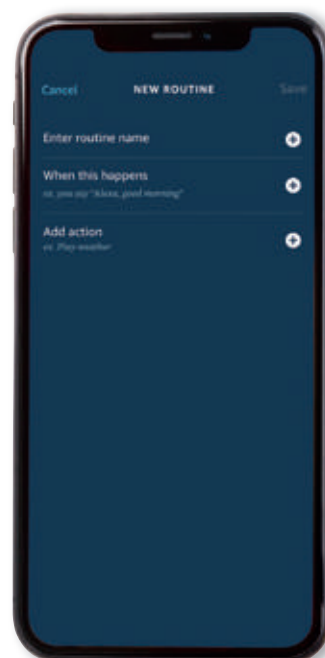 Cancel NEW ROUTINE Save
Enter routine name
When this happens
ex. you say "Alexa, good morning"
Add action
ex. Play weather